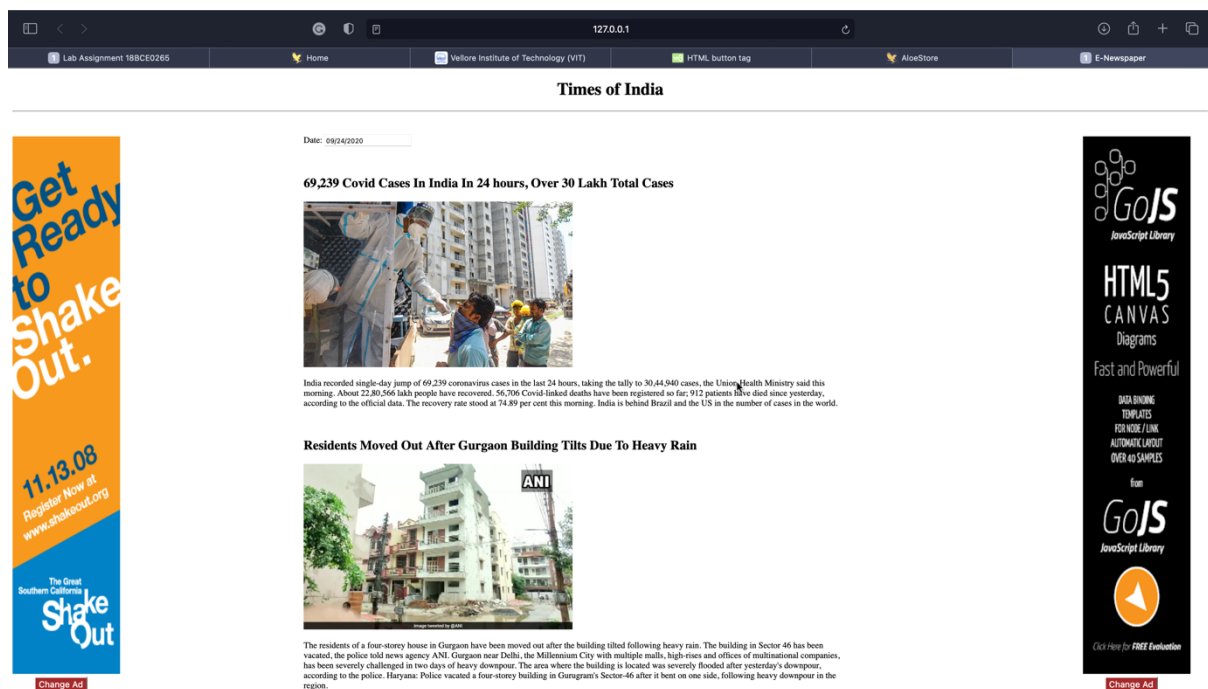 127.0.0.1
1 Lab Assignment 18BCE0265
Home
Vellore Institute of Technology (VIT)
HTML button tag
AloeStore
1 E-Newspaper
Times of India
Get
Ready
to
Shake
Out.
11.13.08
Register Now at
www.shakeout.org
The Great
Southern California
Shake
Out
Change Ad
Date: 09/24/2020
69,239 Covid Cases In India In 24 hours, Over 30 Lakh Total Cases
India recorded single-day jump of 69,239 coronavirus cases in the last 24 hours, taking the tally to 30,44,940 cases, the Union Health Ministry said this
morning. About 22,80,566 lakh people have recovered. 56,706 Covid-linked deaths have been registered so far; 912 patients have died since yesterday,
according to the official data. The recovery rate stood at 74.89 per cent this morning. India is behind Brazil and the US in the number of cases in the world.
Residents Moved Out After Gurgaon Building Tilts Due To Heavy Rain
ANI
Image tweeted by @ANI
The residents of a four-storey house in Gurgaon have been moved out after the building tilted following heavy rain. The building in Sector 46 has been
vacated, the police told news agency ANI. Gurgaon near Delhi, the Millennium City with multiple malls, high-rises and offices of multinational companies,
has been severely challenged in two days of heavy downpour. The area where the building is located was severely flooded after yesterday's downpour,
according to the police. Haryana: Police vacated a four-storey building in Gurugram's Sector-46 after it bent on one side, following heavy downpour in the
region.
GoJS
JavaScript Library
HTML5
CANVAS
Diagrams
Fast and Powerful
DATA BINDING
TEMPLATES
FOR NODE / LINK
AUTOMATIC LAYOUT
OVER 40 SAMPLES
from
GoJS
JavaScript Library
Click Here for FREE Evaluation
Change Ad